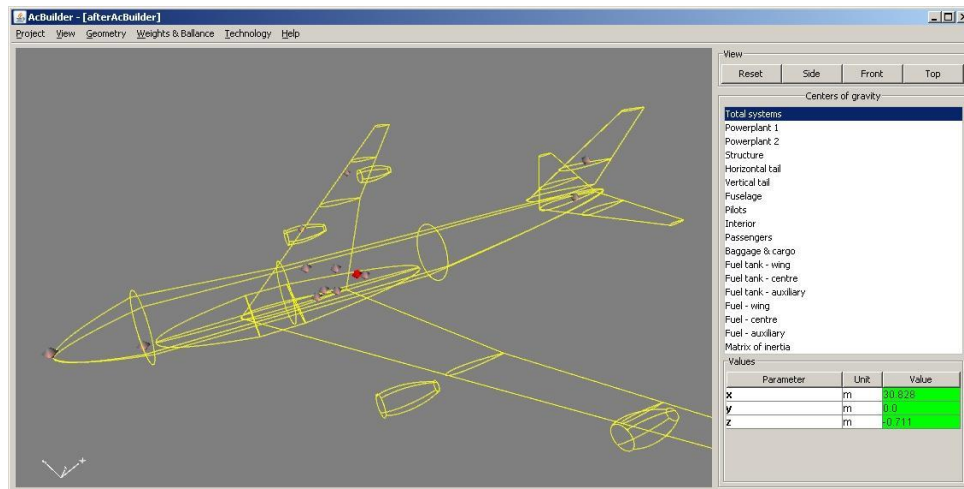 AcBuilder - [afterAcBuilder]
Project View Geometry Weights & Ballance Technology Help
View
Reset Side Front Top
Centers of gravity
Total systems
Powerplant 1
Powerplant 2
Structure
Horizontal tail
Vertical tail
Fuselage
Pilots
Interior
Passengers
Baggage & cargo
Fuel tank - wing
Fuel tank - centre
Fuel tank - auxiliary
Fuel - wing
Fuel - centre
Fuel - auxiliary
Matrix of inertia
Values
Parameter Unit Value
x m 30.828
y m 0.0
z m -0.711